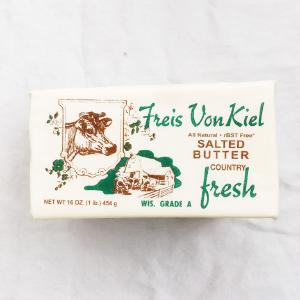 Freis Von Kiel
All Natural • rBST Free*
SALTED
BUTTER
COUNTRY
fresh
NET WT 16 OZ. (1 lb.) 454 g
WIS. GRADE A